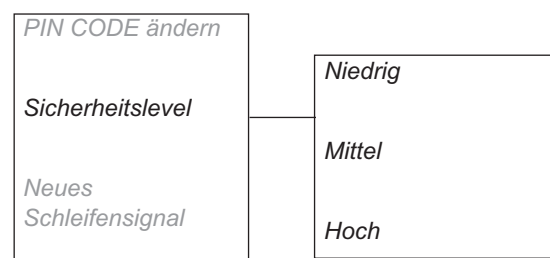 PIN CODE ändern
Sicherheitslevel
Neues
Schleifensignal
Niedrig
Mittel
Hoch